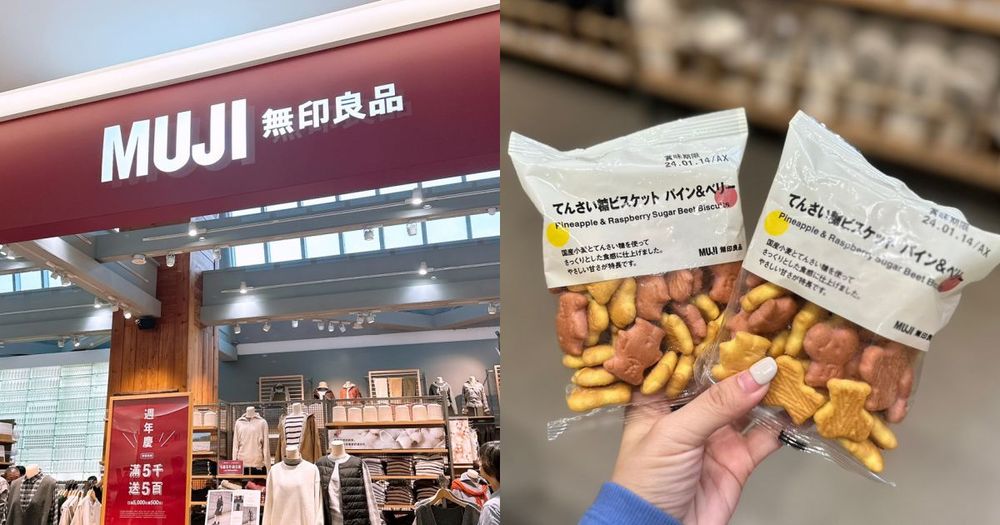 MUJI 無印良品
週年慶
滿5千
送5百
賞味期限
24.01.14/AX
てんさい糖ビスケット パイン&ベリー
Pineapple & Raspberry Sugar Beet Biscuits
国産小麦とてんさい糖を使って
さっくりとした食感に仕上げました。
やさしい甘さが特長です。
MUJI 無印良品
賞味期限
24.01.14/AX
てんさい糖ビスケット パイン&ベリー
Pineapple & Raspberry Sugar Beet Biscuits
国産小麦とてんさい糖を使って
さっくりとした食感に仕上げました。
やさしい甘さが特長です。
MUJI 無印良品